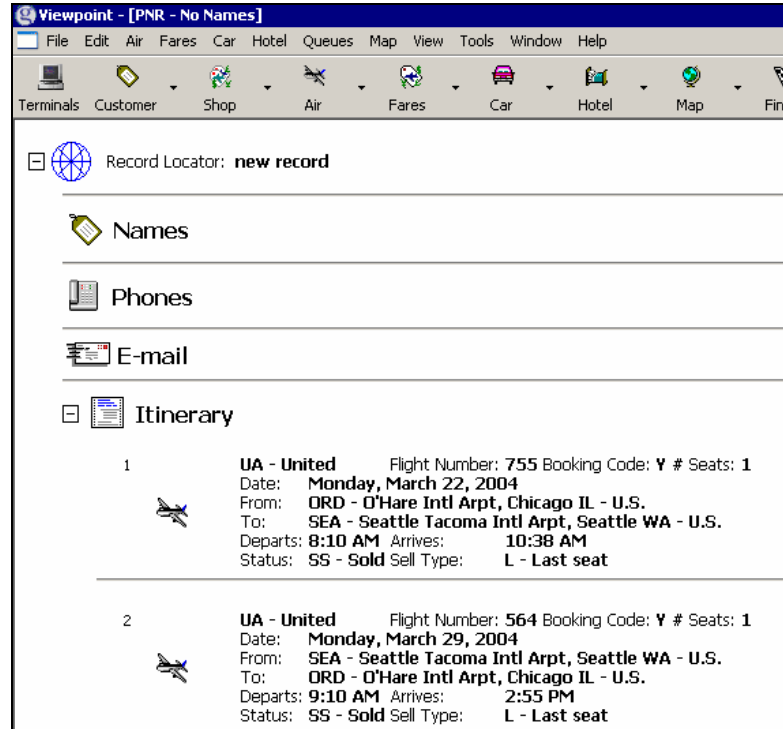 Viewpoint - [PNR - No Names]
File Edit Air Fares Car Hotel Queues Map View Tools Window Help
Terminals Customer Shop Air Fares Car Hotel Map
Record Locator: new record
Names
Phones
E-mail
Itinerary
1 UA - United Flight Number: 755 Booking Code: Y # Seats: 1
Date: Monday, March 22, 2004
From: ORD - O'Hare Intl Arpt, Chicago IL - U.S.
To: SEA - Seattle Tacoma Intl Arpt, Seattle WA - U.S.
Departs: 8:10 AM Arrives: 10:38 AM
Status: SS - Sold Sell Type: L - Last seat
2 UA - United Flight Number: 564 Booking Code: Y # Seats: 1
Date: Monday, March 29, 2004
From: SEA - Seattle Tacoma Intl Arpt, Seattle WA - U.S.
To: ORD - O'Hare Intl Arpt, Chicago IL - U.S.
Departs: 9:10 AM Arrives: 2:55 PM
Status: SS - Sold Sell Type: L - Last seat